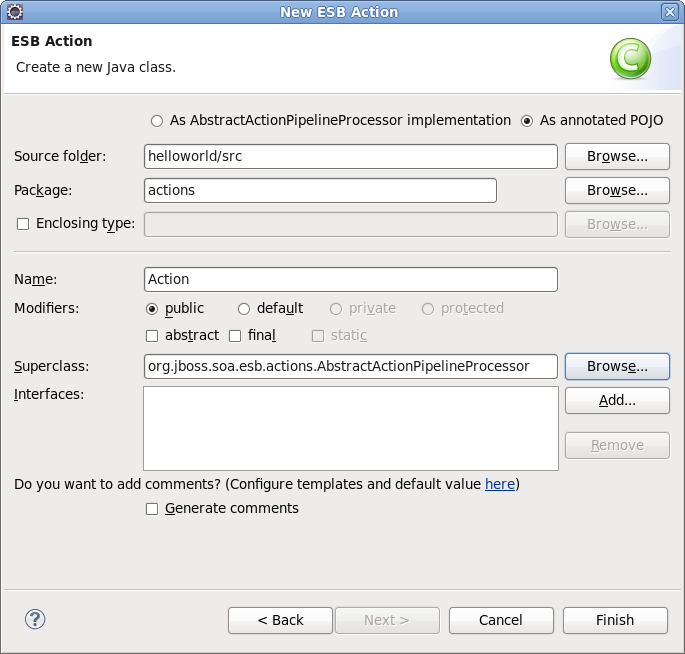 New ESB Action
ESB Action
Create a new Java class.
As AbstractActionPipelineProcessor implementation As annotated POJO
Source folder: helloworld/src Browse...
Package: actions Browse...
Enclosing type: Browse...
Name: Action
Modifiers: public default private protected
abstract final static
Superclass: org.jboss.soa.esb.actions.AbstractActionPipelineProcessor Browse...
Interfaces: Add...
Remove
Do you want to add comments? (Configure templates and default value here)
Generate comments
? < Back Next > Cancel Finish